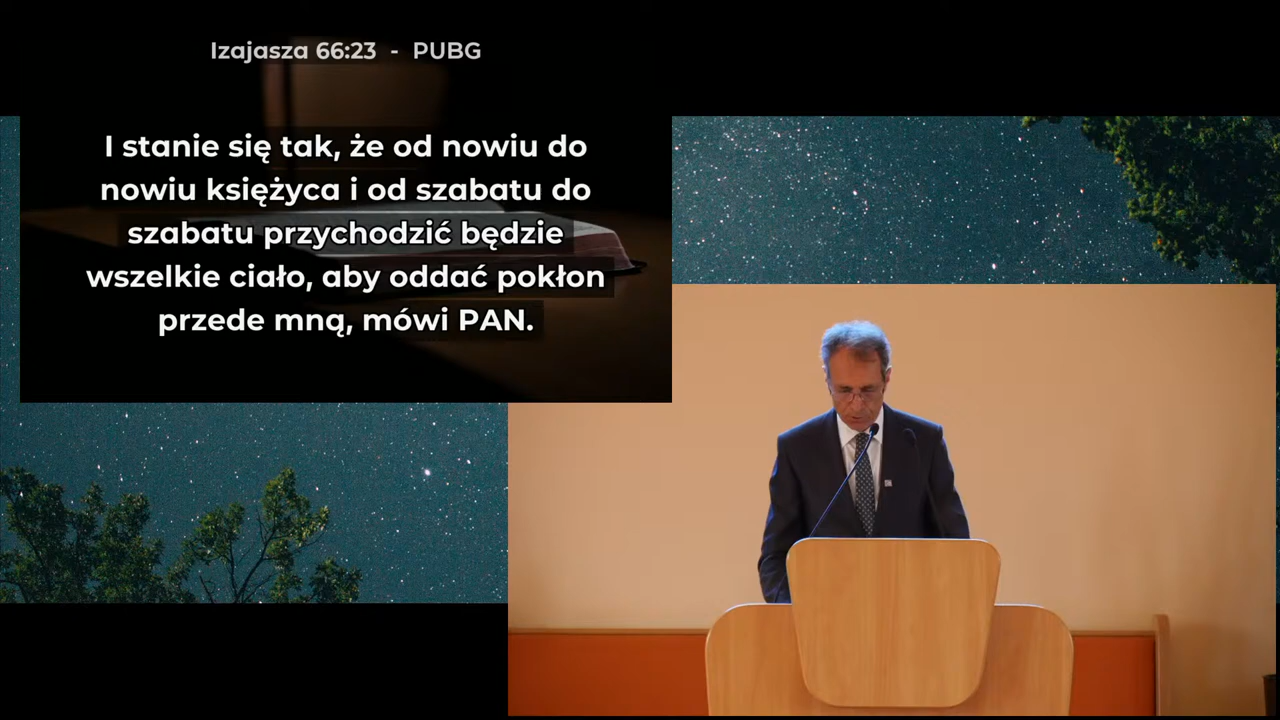 Izajasza 66:23 - PUBG
I stanie się tak, że od nowiu do
nowiu księżyca i od szabatu do
szabatu przychodzić będzie
wszelkie ciało, aby oddać pokłon
przede mną, mówi PAN.